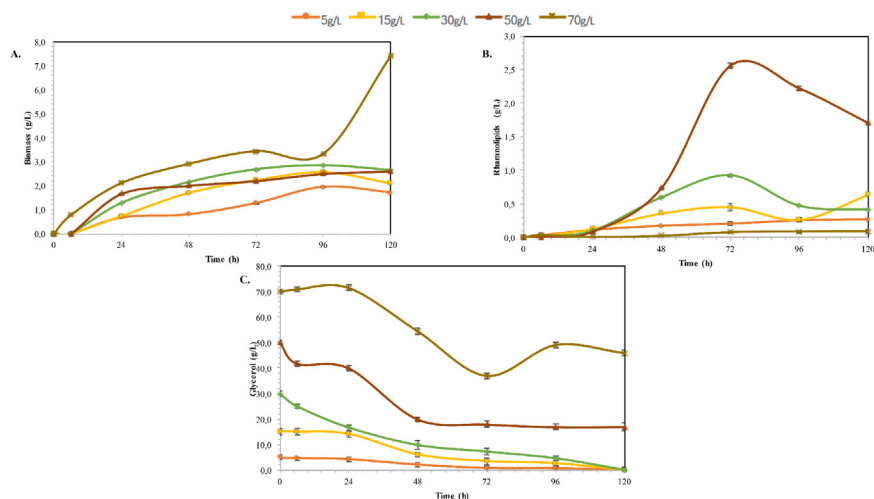 5g/L 15g/L 30g/L 50g/L 70g/L
A.
Biomass (g/L)
8,0
7,0
6,0
5,0
4,0
3,0
2,0
1,0
0,0
0 24 48 72 96 120
Time (h)
B.
Rhamnolipids (g/L)
3,0
2,5
2,0
1,5
1,0
0,5
0,0
0 24 48 72 96 120
Time (h)
C.
Glycerol (g/L)
80,0
70,0
60,0
50,0
40,0
30,0
20,0
10,0
0,0
0 24 48 72 96 120
Time (h)